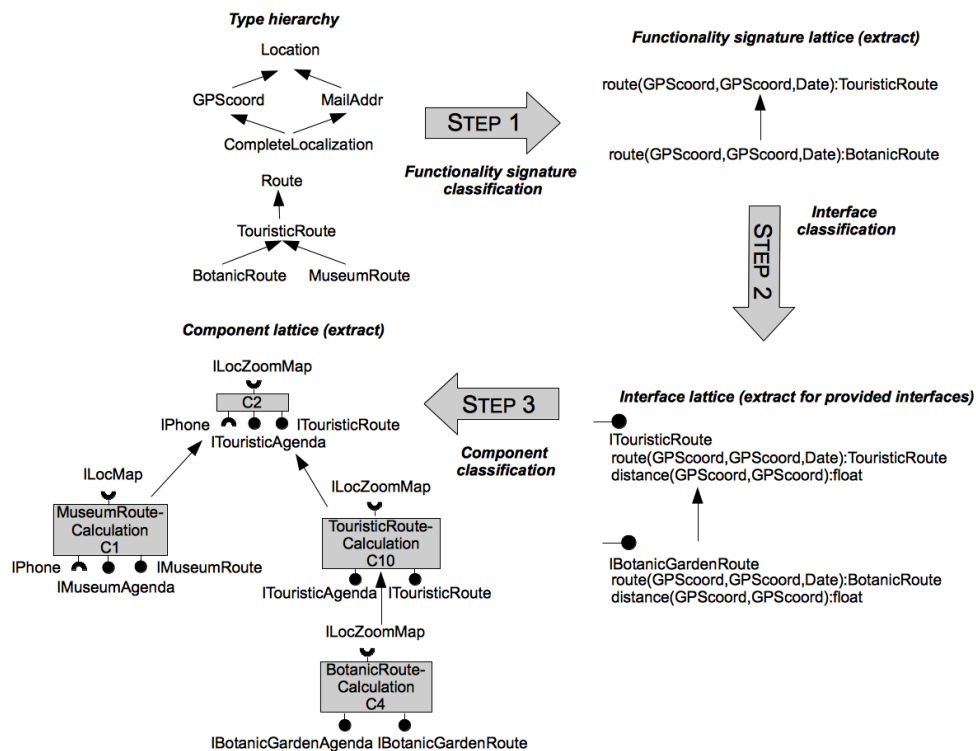 Type hierarchy
Location
GPScoord
MailAddr
CompleteLocalization
Route
TouristicRoute
BotanicRoute
MuseumRoute
STEP 1
Functionality signature
classification
Functionality signature lattice (extract)
route(GPScoord,GPScoord,Date):TouristicRoute
route(GPScoord,GPScoord,Date):BotanicRoute
STEP 2
Interface
classification
Interface lattice (extract for provided interfaces)
ITouristicRoute
route(GPScoord,GPScoord,Date):TouristicRoute
distance(GPScoord,GPScoord):float
IBotanicGardenRoute
route(GPScoord,GPScoord,Date):BotanicRoute
distance(GPScoord,GPScoord):float
STEP 3
Component
classification
Component lattice (extract)
ILocZoomMap
C2
IPhone
ITouristicRoute
ITouristicAgenda
ILocMap
MuseumRoute-
Calculation
C1
IPhone
IMuseumRoute
IMuseumAgenda
ILocZoomMap
TouristicRoute-
Calculation
C10
ITouristicAgenda
ITouristicRoute
ILocZoomMap
BotanicRoute-
Calculation
C4
IBotanicGardenAgenda
IBotanicGardenRoute